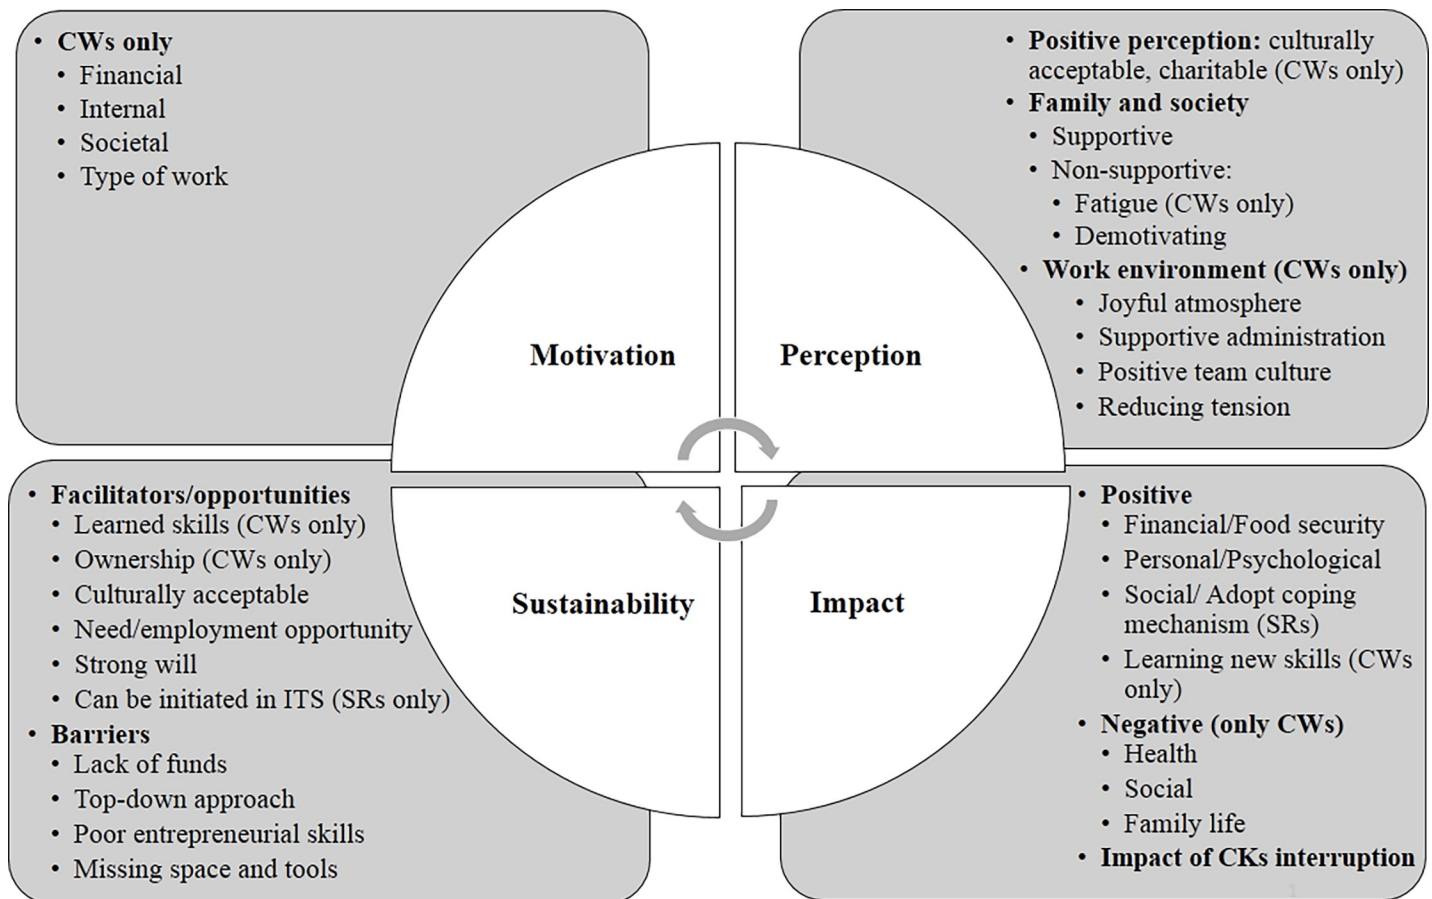 • CWs only
• Financial
• Internal
• Societal
• Type of work
• Positive perception: culturally
acceptable, charitable (CWs only)
• Family and society
• Supportive
• Non-supportive:
• Fatigue (CWs only)
• Demotivating
• Work environment (CWs only)
• Joyful atmosphere
• Supportive administration
• Positive team culture
• Reducing tension
Motivation
Perception
• Facilitators/opportunities
• Learned skills (CWs only)
• Ownership (CWs only)
• Culturally acceptable
• Need/employment opportunity
• Strong will
• Can be initiated in ITS (SRs only)
• Barriers
• Lack of funds
• Top-down approach
• Poor entrepreneurial skills
• Missing space and tools
Sustainability
Impact
• Positive
• Financial/Food security
• Personal/Psychological
• Social/ Adopt coping
mechanism (SRs)
• Learning new skills (CWs
only)
• Negative (only CWs)
• Health
• Social
• Family life
• Impact of CKs interruption
1